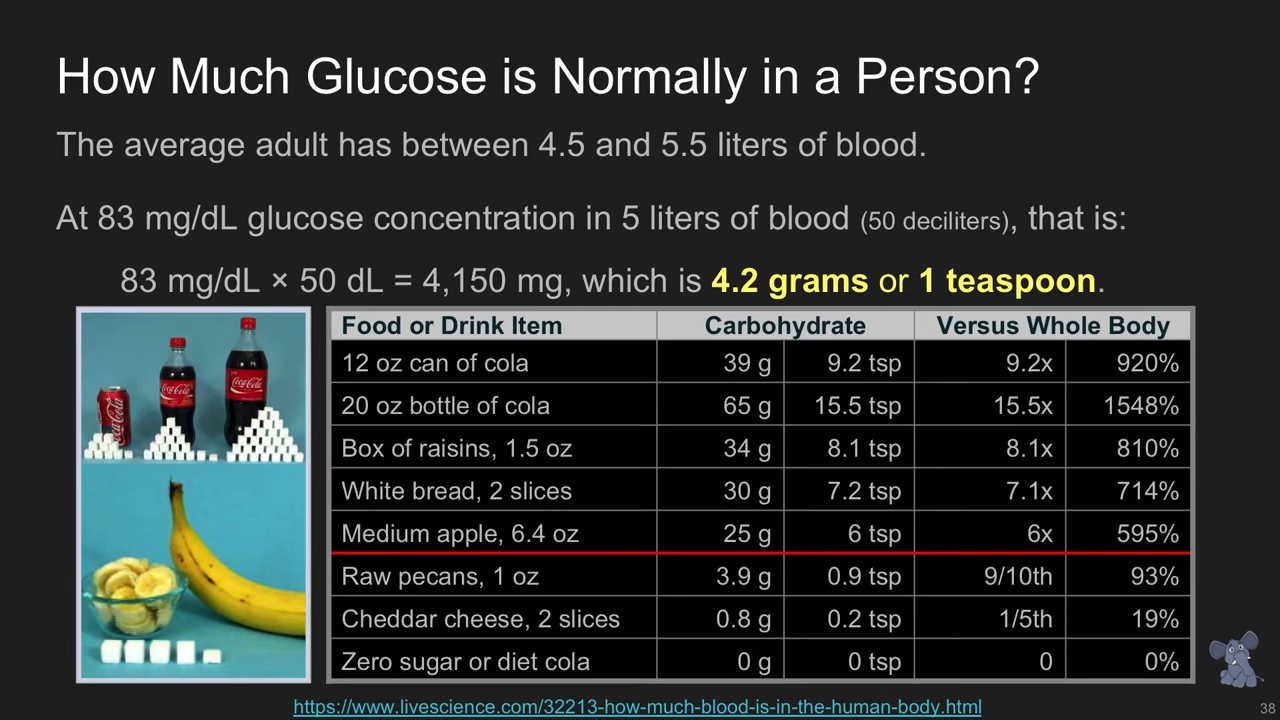 How Much Glucose is Normally in a Person?
The average adult has between 4.5 and 5.5 liters of blood.
At 83 mg/dL glucose concentration in 5 liters of blood (50 deciliters), that is:
83 mg/dL × 50 dL = 4,150 mg, which is 4.2 grams or 1 teaspoon.
Coca-Cola
Coca-Cola
Coca-Cola
Food or Drink Item Carbohydrate Versus Whole Body
12 oz can of cola 39 g 9.2 tsp 9.2x 920%
20 oz bottle of cola 65 g 15.5 tsp 15.5x 1548%
Box of raisins, 1.5 oz 34 g 8.1 tsp 8.1x 810%
White bread, 2 slices 30 g 7.2 tsp 7.1x 714%
Medium apple, 6.4 oz 25 g 6 tsp 6x 595%
Raw pecans, 1 oz 3.9 g 0.9 tsp 9/10th 93%
Cheddar cheese, 2 slices 0.8 g 0.2 tsp 1/5th 19%
Zero sugar or diet cola 0 g 0 tsp 0 0%
https://www.livescience.com/32213-how-much-blood-is-in-the-human-body.html
38